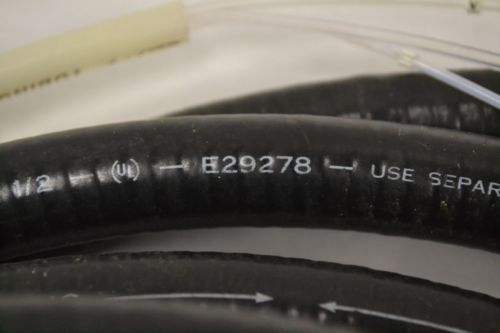 1/2 — (UL) — E29278 — USE SEPAR